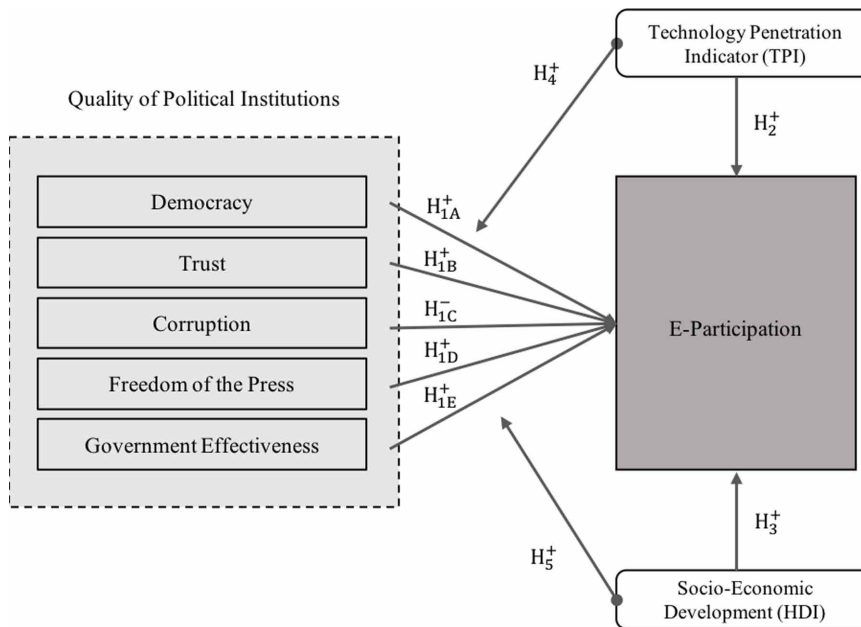 Technology Penetration
Indicator (TPI)
H₄⁺
Quality of Political Institutions
H₂⁺
Democracy
H₁A⁺
Trust
H₁B⁺
Corruption
H₁C⁻
E-Participation
Freedom of the Press
H₁D⁺
Government Effectiveness
H₁E⁺
H₃⁺
H₅⁺
Socio-Economic
Development (HDI)